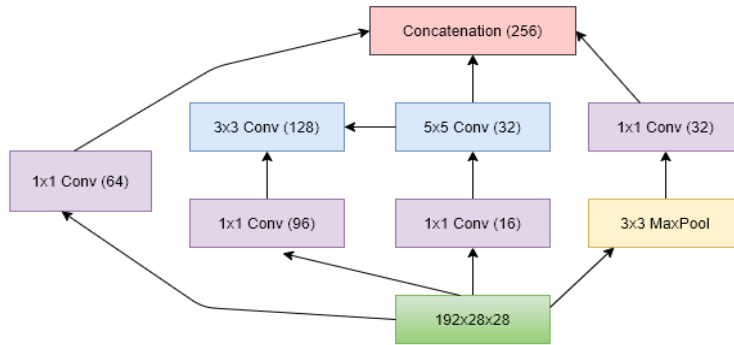 Concatenation (256)
3x3 Conv (128)
5x5 Conv (32)
1x1 Conv (32)
1x1 Conv (64)
1x1 Conv (96)
1x1 Conv (16)
3x3 MaxPool
192x28x28